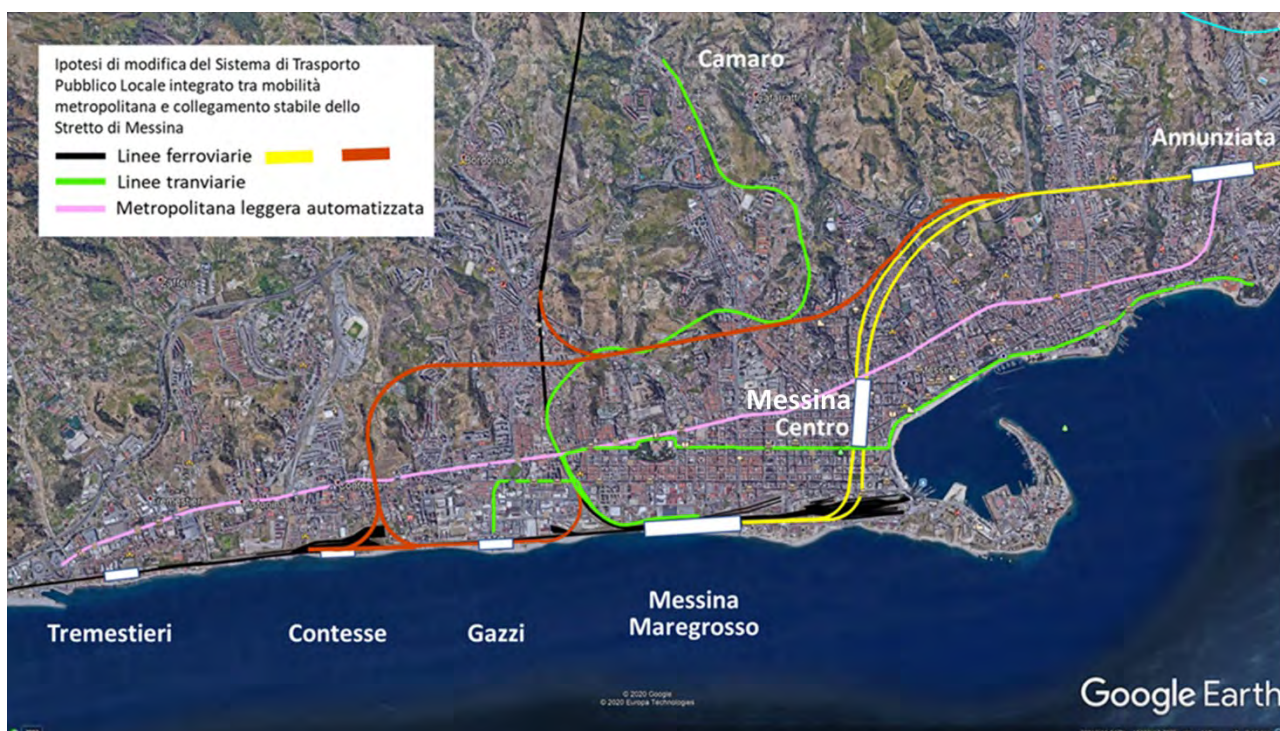 Ipotesi di modifica del Sistema di Trasporto
Pubblico Locale integrato tra mobilità
metropolitana e collegamento stabile dello
Stretto di Messina
Linee ferroviarie
Linee tranviarie
Metropolitana leggera automatizzata
Camaro
Annunziata
Bordonaro
Messina
Centro
Tremestieri
Messina
Maregrosso
Tremestieri
Contesse
Gazzi
© 2020 Google
© 2020 Europa Technologies
Google Earth